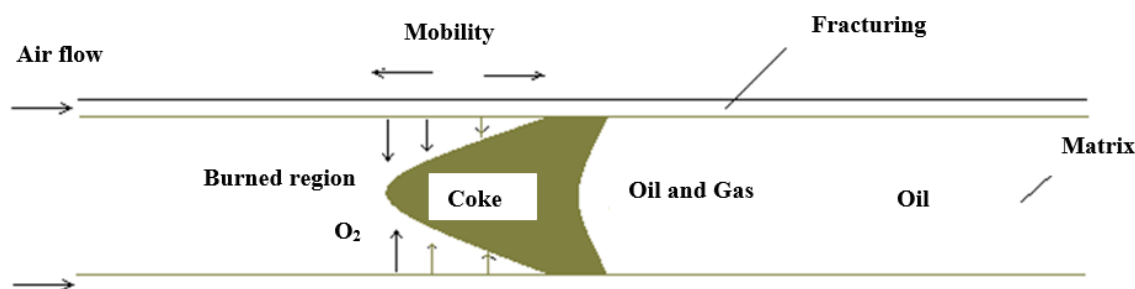 Fracturing
Mobility
Air flow
Matrix
Burned region
Coke
Oil and Gas
Oil
O₂